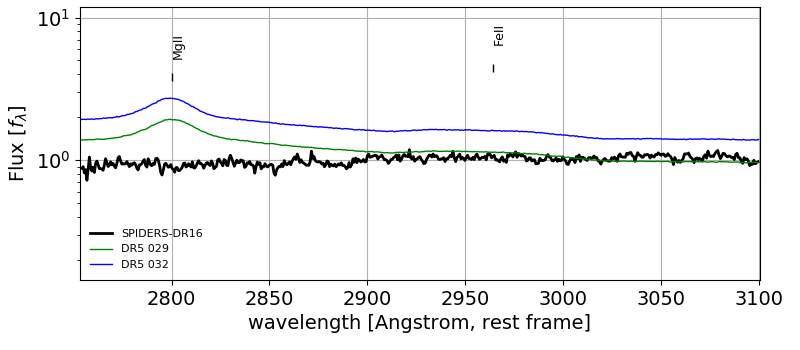 10¹
10⁰
Flux [fλ]
MgII
FeII
SPIDERS-DR16
DR5 029
DR5 032
2800 2850 2900 2950 3000 3050 3100
wavelength [Angstrom, rest frame]